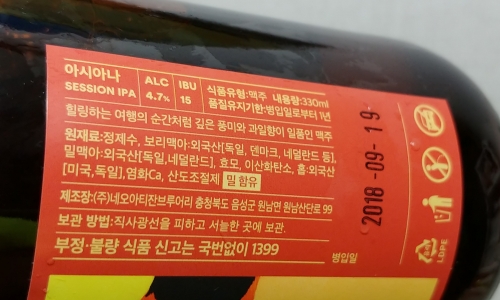 아시아나
SESSION IPA
ALC
4.7%
IBU
15
식품유형:맥주 내용량:330ml
품질유지기한:병입일로부터 1년
힐링하는 여행의 순간처럼 깊은 풍미와 과일향이 일품인 맥주
원재료:정제수, 보리맥아:외국산[독일, 덴마크, 네덜란드 등],
밀맥아:외국산[독일,네덜란드], 효모, 이산화탄소, 홉:외국산
[미국,독일],염화Ca, 산도조절제 밀 함유
제조장:(주)네오아티잔브루어리 충청북도 음성군 원남면 원남산단로 99
보관 방법:직사광선을 피하고 서늘한 곳에 보관
부정·불량 식품 신고는 국번없이 1399
병입일
2018 -09- 19
LDPE